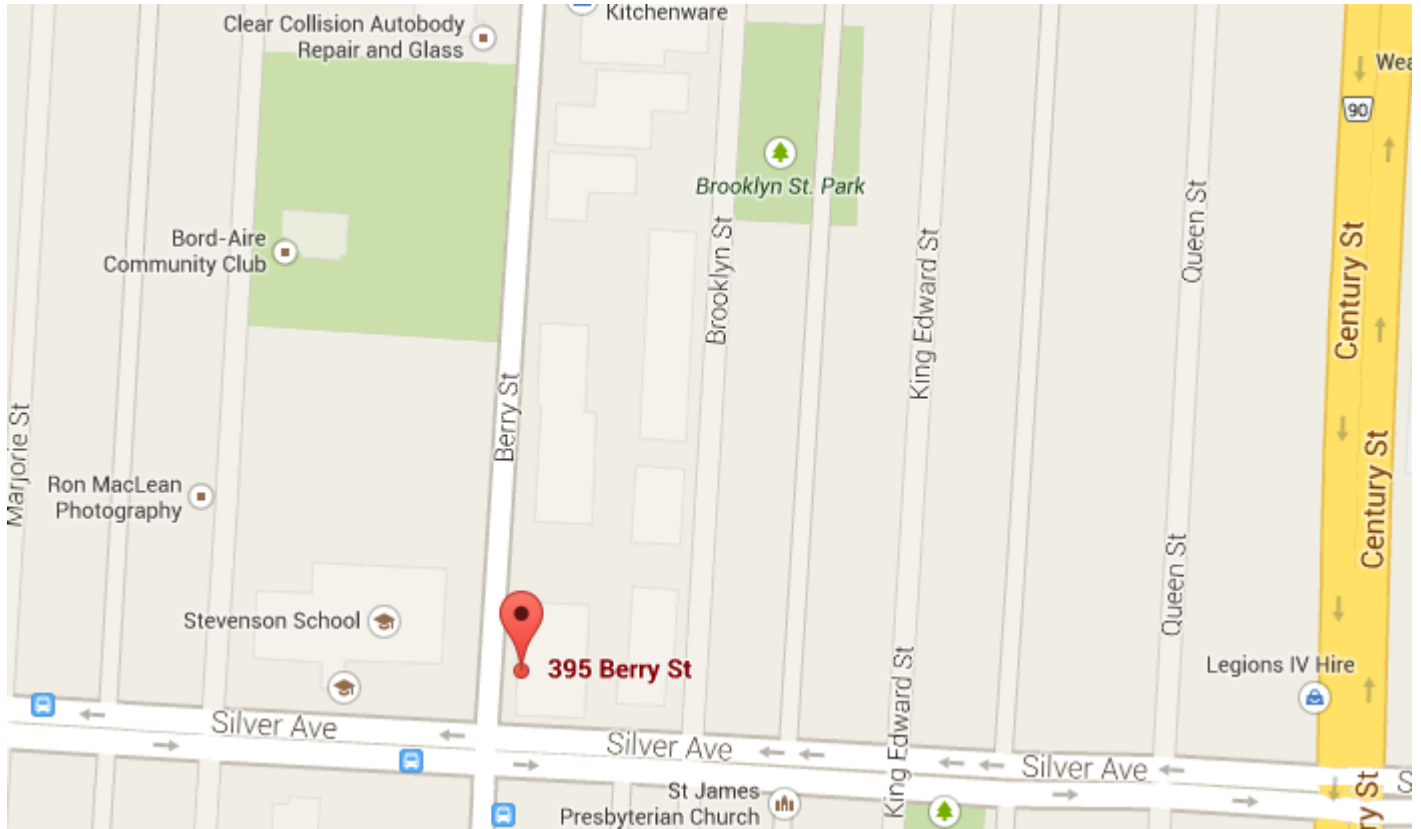 Clear Collision Autobody
Repair and Glass
Kitchenware
Wea
90
Brooklyn St. Park
Bord-Aire
Community Club
Brooklyn St
King Edward St
Queen St
Century St
Berry St
Marjorie St
Ron MacLean
Photography
Century St
Queen St
Stevenson School
395 Berry St
King Edward St
Legions IV Hire
Silver Ave
Silver Ave
Silver Ave
S
St James
Presbyterian Church
ry St